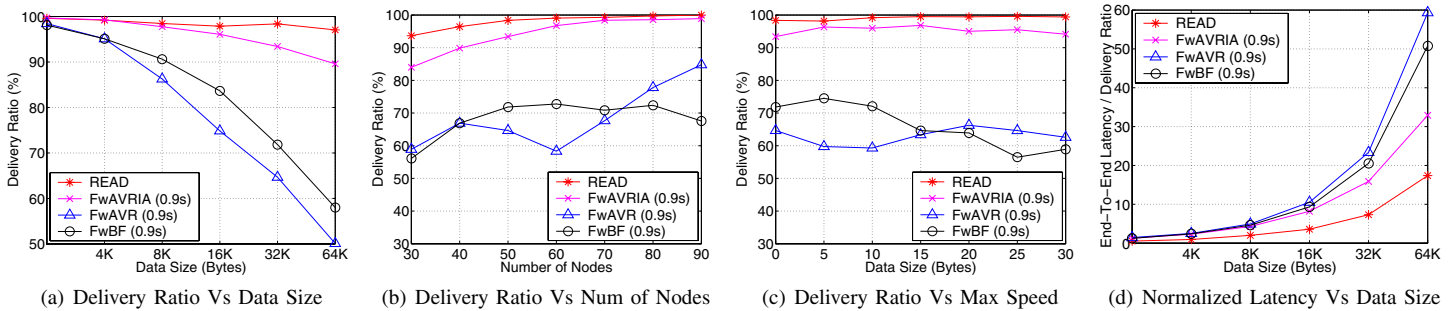 100
90
80
70
60
50
Delivery Ratio (%)
4K 8K 16K 32K 64K
Data Size (Bytes)
READ
FwAVRIA (0.9s)
FwAVR (0.9s)
FwBF (0.9s)
(a) Delivery Ratio Vs Data Size
100
90
80
70
60
50
40
30
Delivery Ratio (%)
30 40 50 60 70 80 90
Number of Nodes
READ
FwAVRIA (0.9s)
FwAVR (0.9s)
FwBF (0.9s)
(b) Delivery Ratio Vs Num of Nodes
100
90
80
70
60
50
40
30
Delivery Ratio (%)
0 5 10 15 20 25 30
Data Size (Bytes)
READ
FwAVRIA (0.9s)
FwAVR (0.9s)
FwBF (0.9s)
(c) Delivery Ratio Vs Max Speed
60
50
40
30
20
10
0
End-To-End Latency / Delivery Ratio
4K 8K 16K 32K 64K
Data Size (Bytes)
READ
FwAVRIA (0.9s)
FwAVR (0.9s)
FwBF (0.9s)
(d) Normalized Latency Vs Data Size